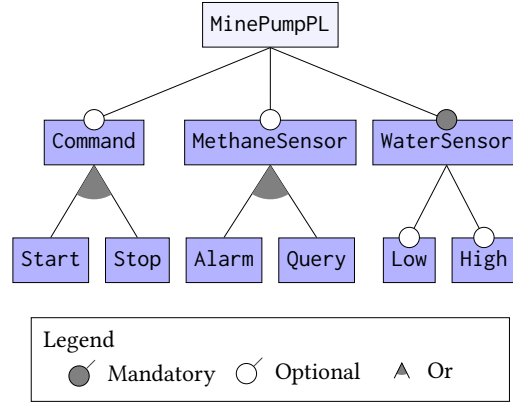 MinePumpPL
Command MethaneSensor WaterSensor
Start Stop Alarm Query Low High
Legend
Mandatory Optional Or